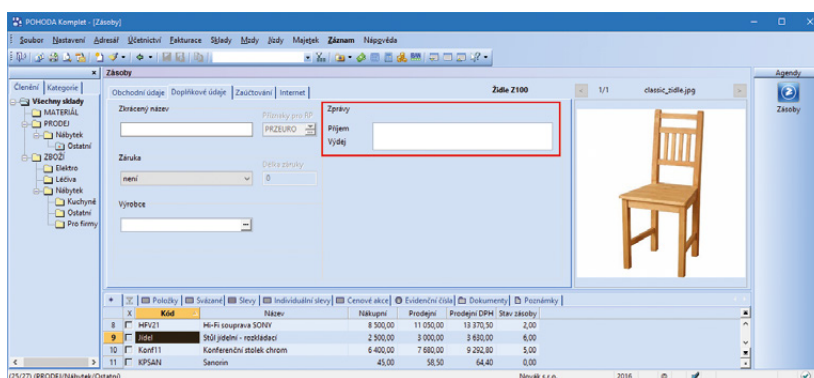 POHODA Komplet - [Zásoby]
Soubor Nastavení Adresář Účetnictví Fakturace Sklady Mzdy Jízdy Majetek Záznam Nápověda
Zásoby
Agendy
Členění Kategorie
Obchodní údaje Doplňkové údaje Zaúčtování Internet
Židle Z100
1/1
classic_zidle.jpg
Zásoby
Všechny sklady
MATERIÁL
PRODEJ
Nábytek
Ostatní
ZBOŽÍ
Elektro
Léčiva
Nábytek
Kuchyně
Ostatní
Pro firmy
Zkrácený název
Příznaky pro RP
PRZEURO
Zprávy
Příjem
Výdej
Záruka
Délka záruky
není
0
Výrobce
Položky Svázané Slevy Individuální slevy Cenové akce Evidenční čísla Dokumenty Poznámky
X Kód Název Nákupní Prodejní Prodejní DPH Stav zásoby
8 HFV21 Hi-Fi souprava SONY 8 500,00 11 050,00 13 370,50 2,00
9 Jídel Stůl jídelní - rozkládací 2 500,00 3 000,00 3 630,00 6,00
10 Konf11 Konferenční stolek chrom 6 400,00 7 680,00 9 292,80 5,00
11 KPSAN Sanorin 45,00 58,50 64,40 0,00
(25/27) (PRODEJ/Nábytek/Ostatní)
Novák s.r.o.
2016